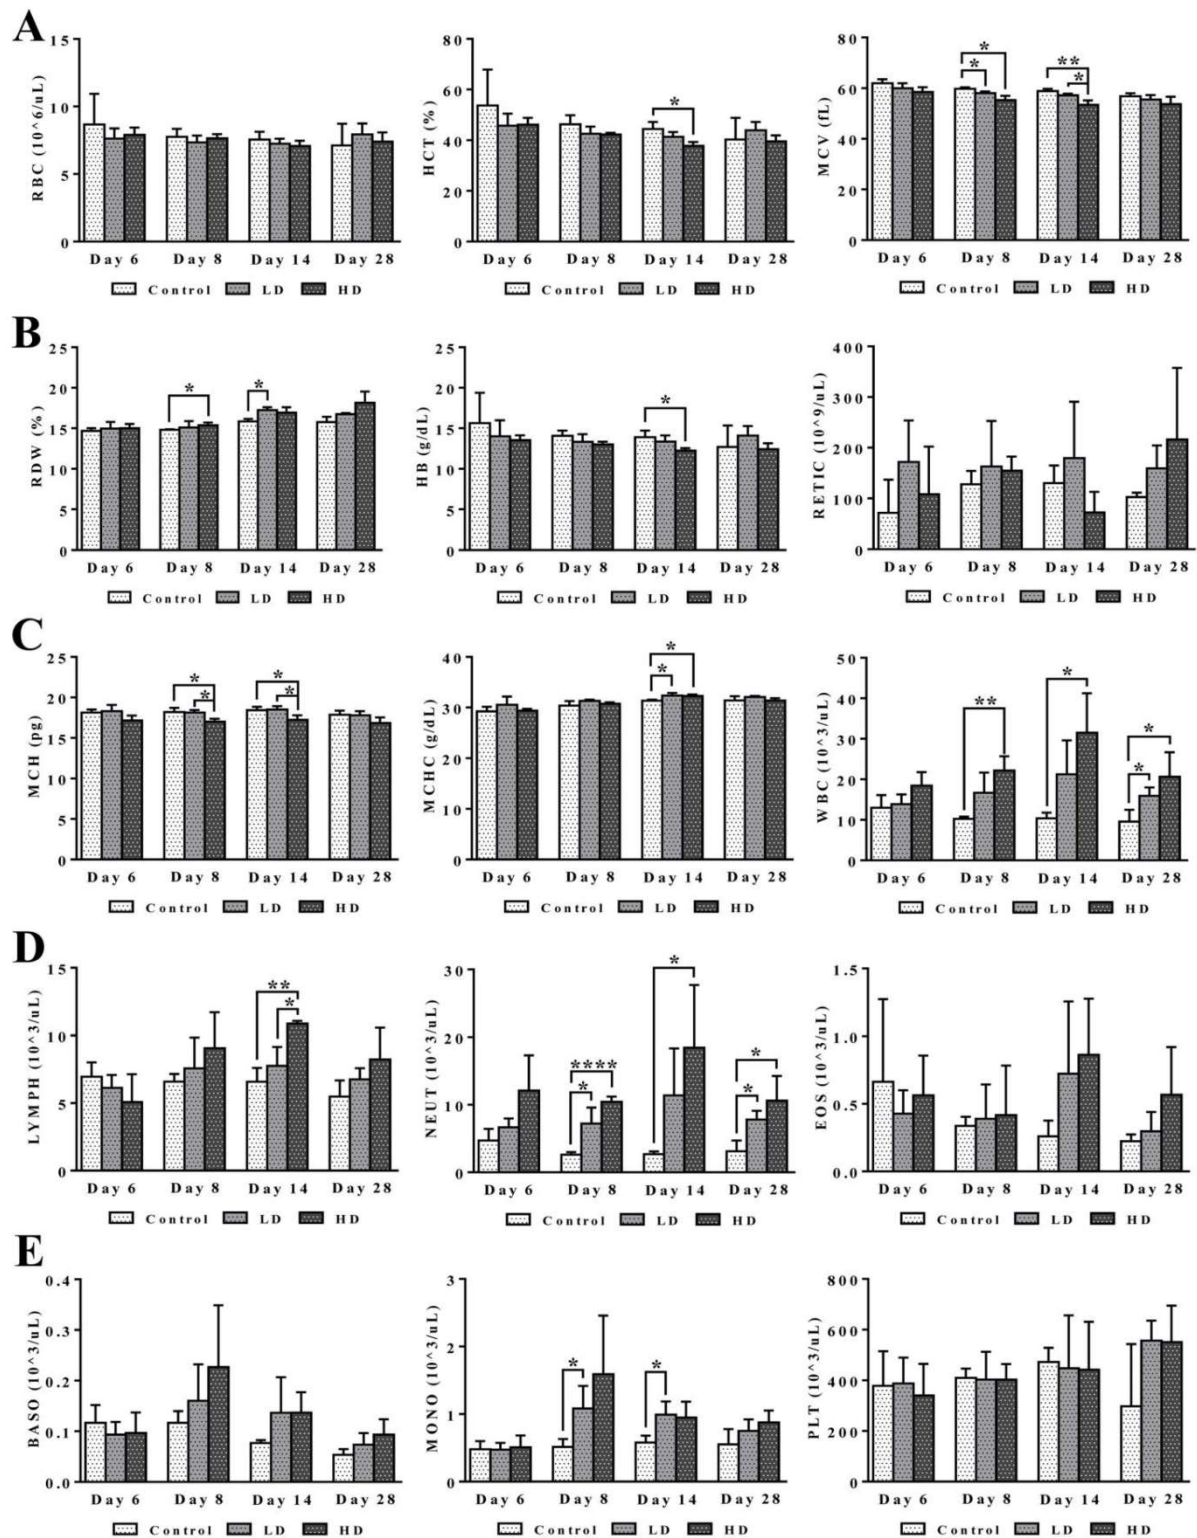 A
RBC (10^6/uL)
15
10
5
0
Day 6 Day 8 Day 14 Day 28
Control LD HD
HCT (%)
80
60
40
20
0
*
Day 6 Day 8 Day 14 Day 28
Control LD HD
MCV (fL)
80
60
40
20
0
*
*
**
*
Day 6 Day 8 Day 14 Day 28
Control LD HD
B
RDW (%)
25
20
15
10
5
0
*
*
Day 6 Day 8 Day 14 Day 28
Control LD HD
HB (g/dL)
25
20
15
10
5
0
*
Day 6 Day 8 Day 14 Day 28
Control LD HD
RETIC (10^9/uL)
400
300
200
100
0
Day 6 Day 8 Day 14 Day 28
Control LD HD
C
MCH (pg)
25
20
15
10
5
0
*
*
*
*
Day 6 Day 8 Day 14 Day 28
Control LD HD
MCHC (g/dL)
40
30
20
10
0
*
*
Day 6 Day 8 Day 14 Day 28
Control LD HD
WBC (10^3/uL)
50
40
30
20
10
0
**
*
*
*
Day 6 Day 8 Day 14 Day 28
Control LD HD
D
LYMPH (10^3/uL)
15
10
5
0
**
*
Day 6 Day 8 Day 14 Day 28
Control LD HD
NEUT (10^3/uL)
30
20
10
0
****
*
*
*
*
Day 6 Day 8 Day 14 Day 28
Control LD HD
EOS (10^3/uL)
1.5
1.0
0.5
0.0
Day 6 Day 8 Day 14 Day 28
Control LD HD
E
BASO (10^3/uL)
0.4
0.3
0.2
0.1
0.0
Day 6 Day 8 Day 14 Day 28
Control LD HD
MONO (10^3/uL)
3
2
1
0
*
*
Day 6 Day 8 Day 14 Day 28
Control LD HD
PLT (10^3/uL)
800
600
400
200
0
Day 6 Day 8 Day 14 Day 28
Control LD HD